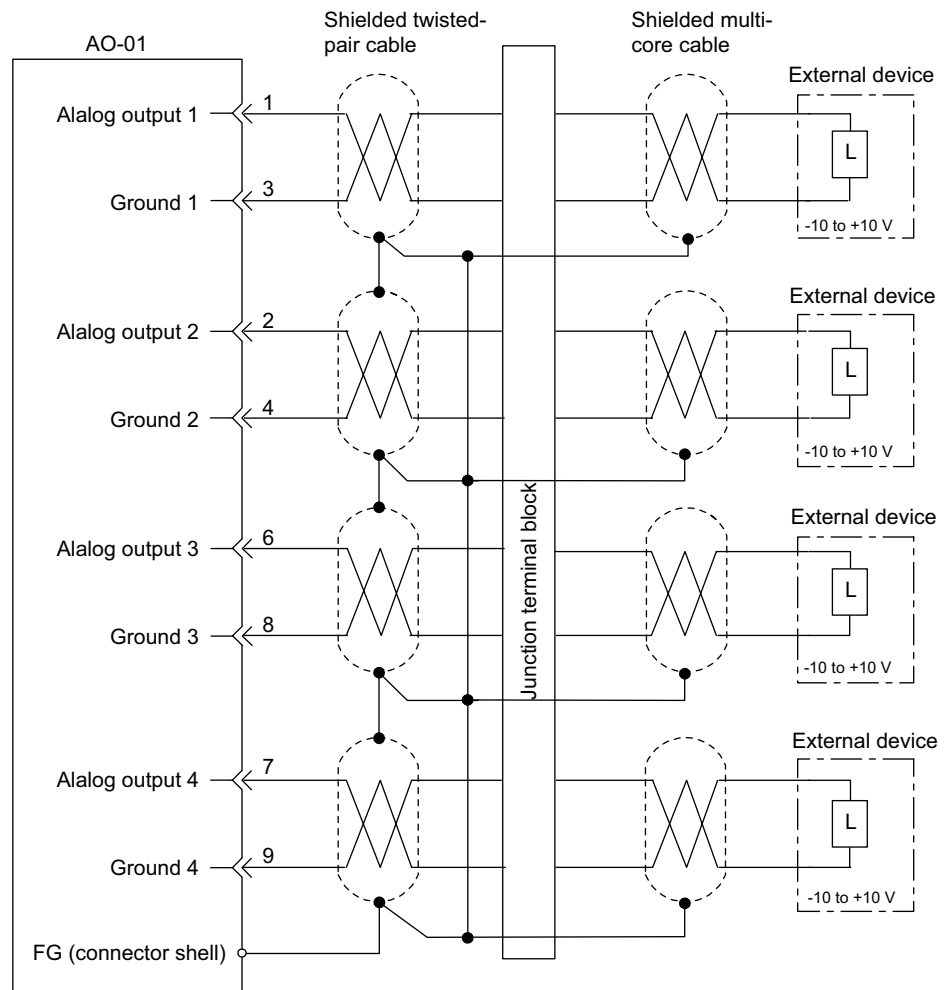 Shielded twisted-
pair cable
Shielded multi-
core cable
AO-01
External device
Alalog output 1
1
L
Ground 1
3
-10 to +10 V
External device
Alalog output 2
2
L
Ground 2
4
-10 to +10 V
Junction terminal block
External device
Alalog output 3
6
L
Ground 3
8
-10 to +10 V
External device
Alalog output 4
7
L
Ground 4
9
-10 to +10 V
FG (connector shell)